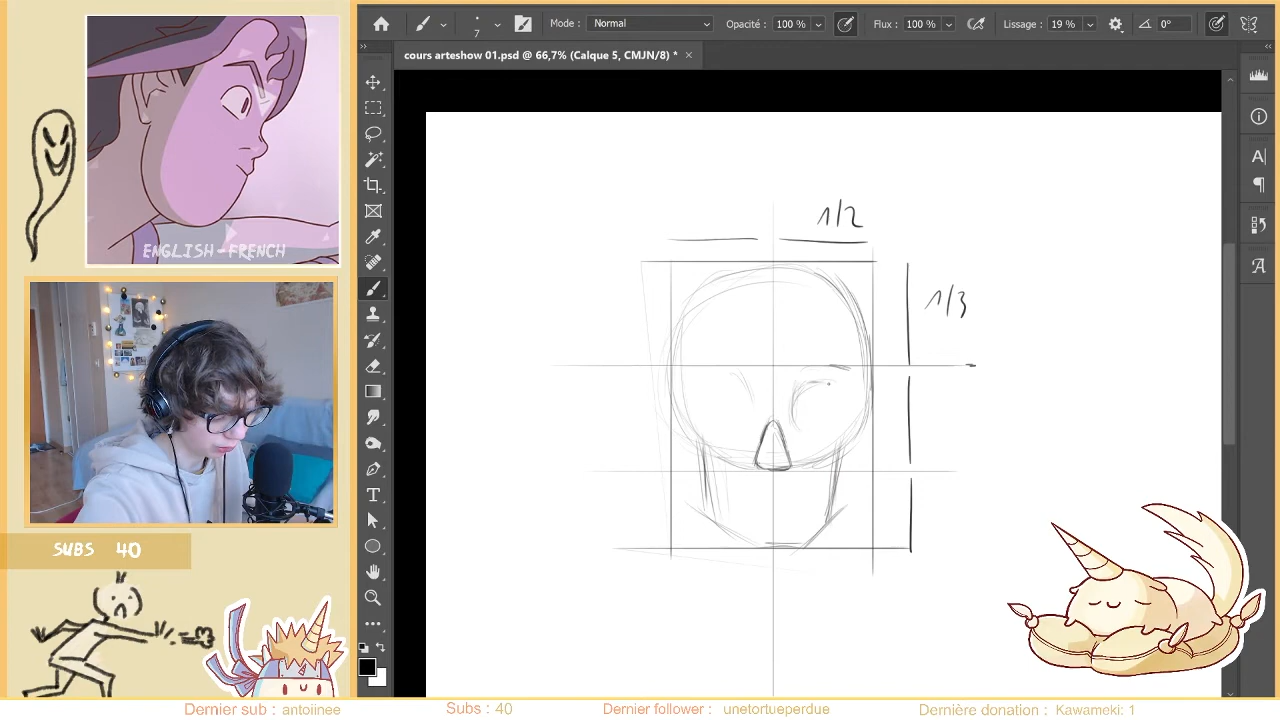 Mode : Normal Opacité : 100 % Flux : 100 % Lissage : 19 % 0°
7
cours arteshow 01.psd @ 66,7% (Calque 5, CMJN/8) *
1/2
1/3
ENGLISH-FRENCH
SUBS 40
Dernier sub : antoiinee
Subs : 40
Dernier follower : unetortueperdue
Dernière donation : Kawameki: 1